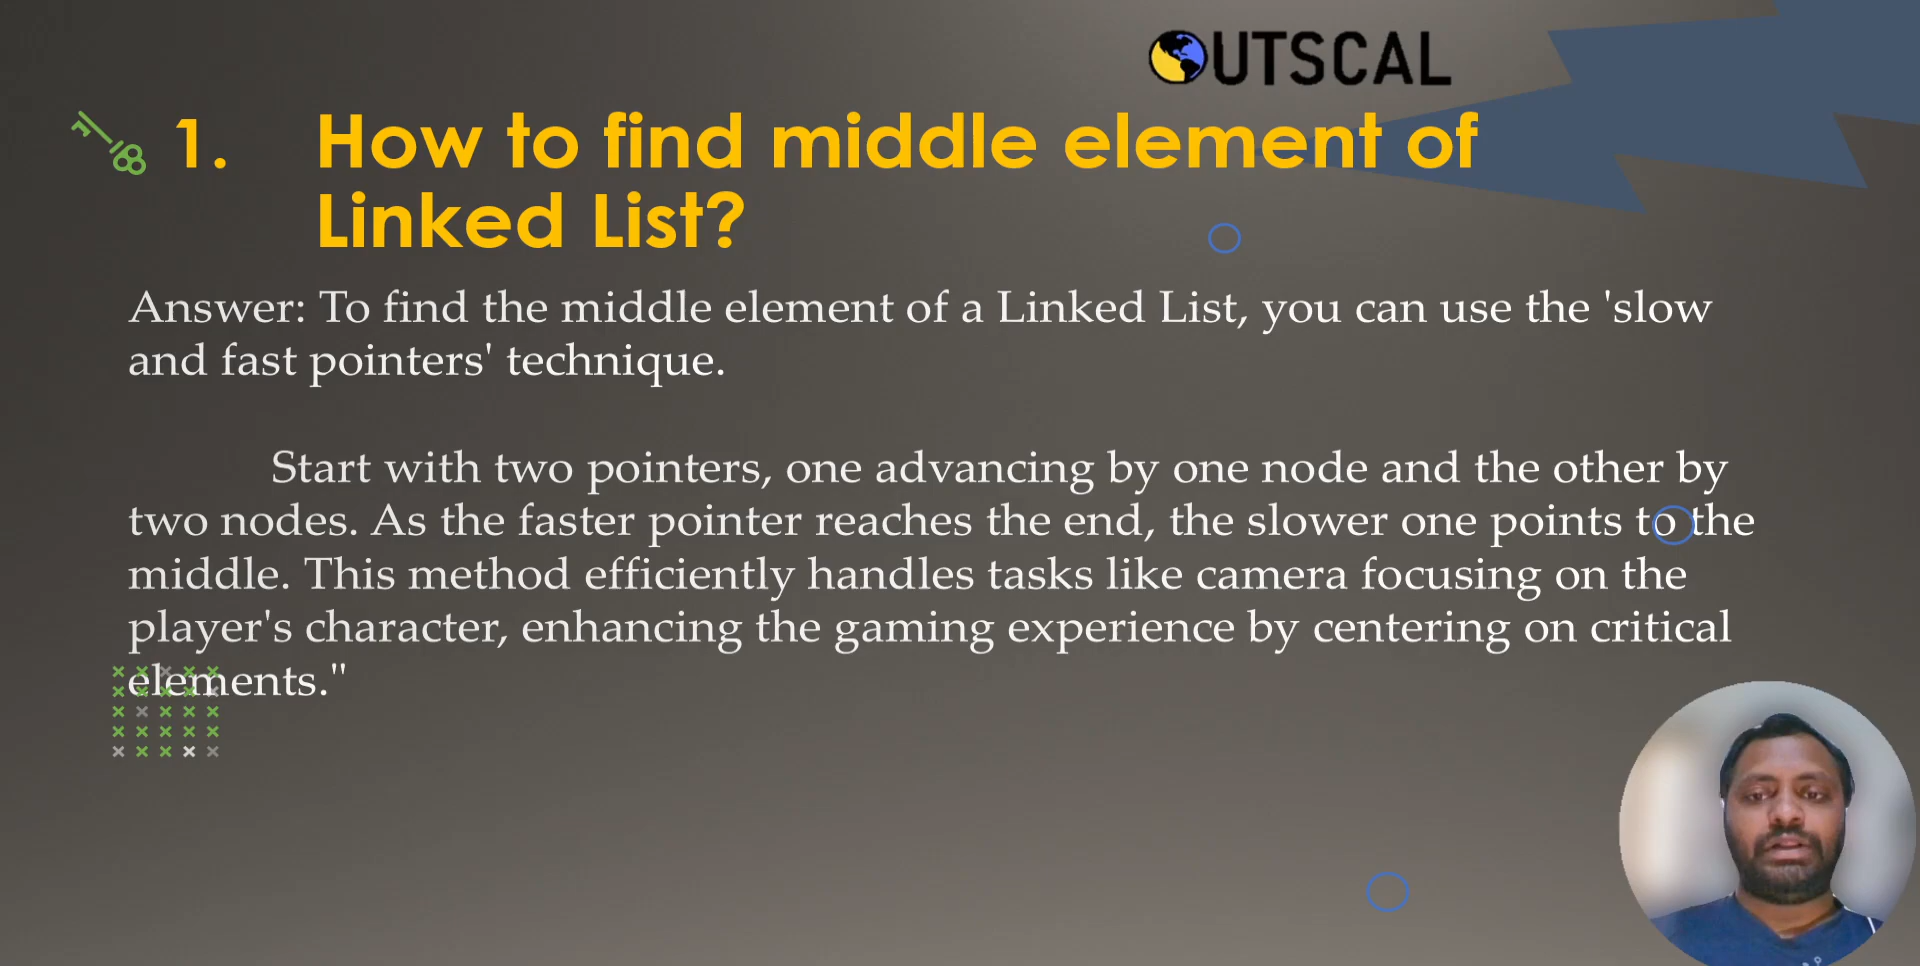 OUTSCAL
1. How to find middle element of
Linked List?
Answer: To find the middle element of a Linked List, you can use the 'slow
and fast pointers' technique.
Start with two pointers, one advancing by one node and the other by
two nodes. As the faster pointer reaches the end, the slower one points to the
middle. This method efficiently handles tasks like camera focusing on the
player's character, enhancing the gaming experience by centering on critical
elements."